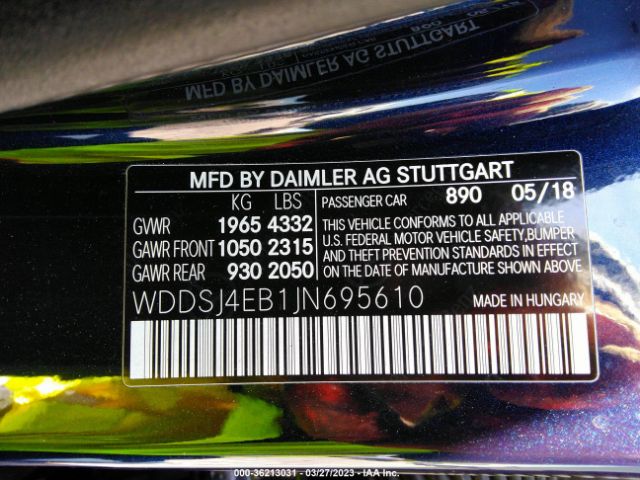 MFD BY DAIMLER AG STUTTGART
MFD BY DAIMLER AG STUTTGART
KG LBS PASSENGER CAR 890 05/18
GVWR 1965 4332
GAWR FRONT 1050 2315
GAWR REAR 930 2050
THIS VEHICLE CONFORMS TO ALL APPLICABLE
U.S. FEDERAL MOTOR VEHICLE SAFETY, BUMPER
AND THEFT PREVENTION STANDARDS IN EFFECT
ON THE DATE OF MANUFACTURE SHOWN ABOVE.
WDDSJ4EB1JN695610 MADE IN HUNGARY
000-36213031 - 03/27/2023 - IAA Inc.